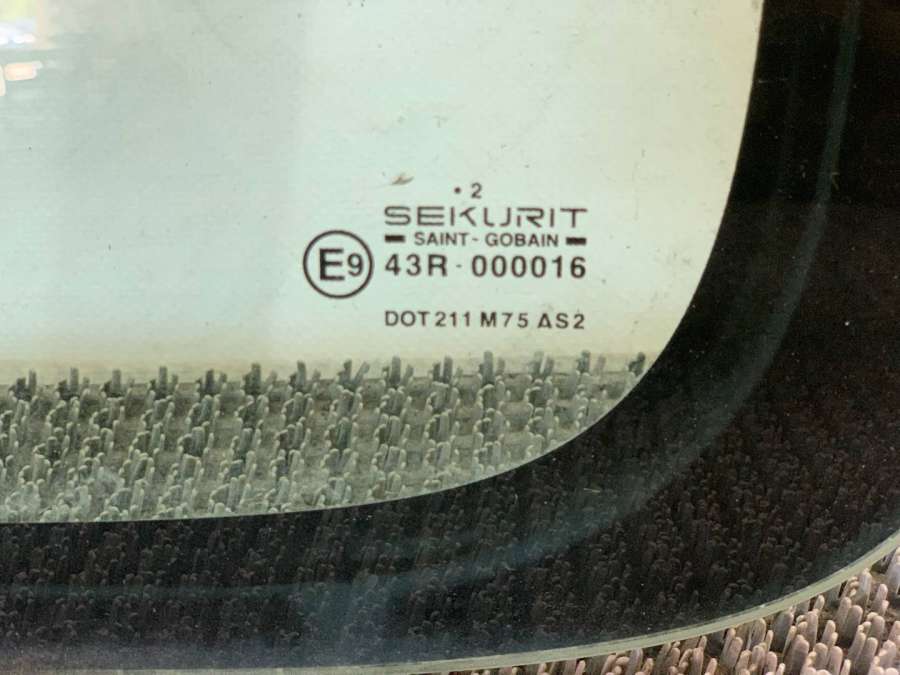 • 2
SEKURIT
SAINT-GOBAIN
E9 43R-000016
DOT 211 M75 AS2